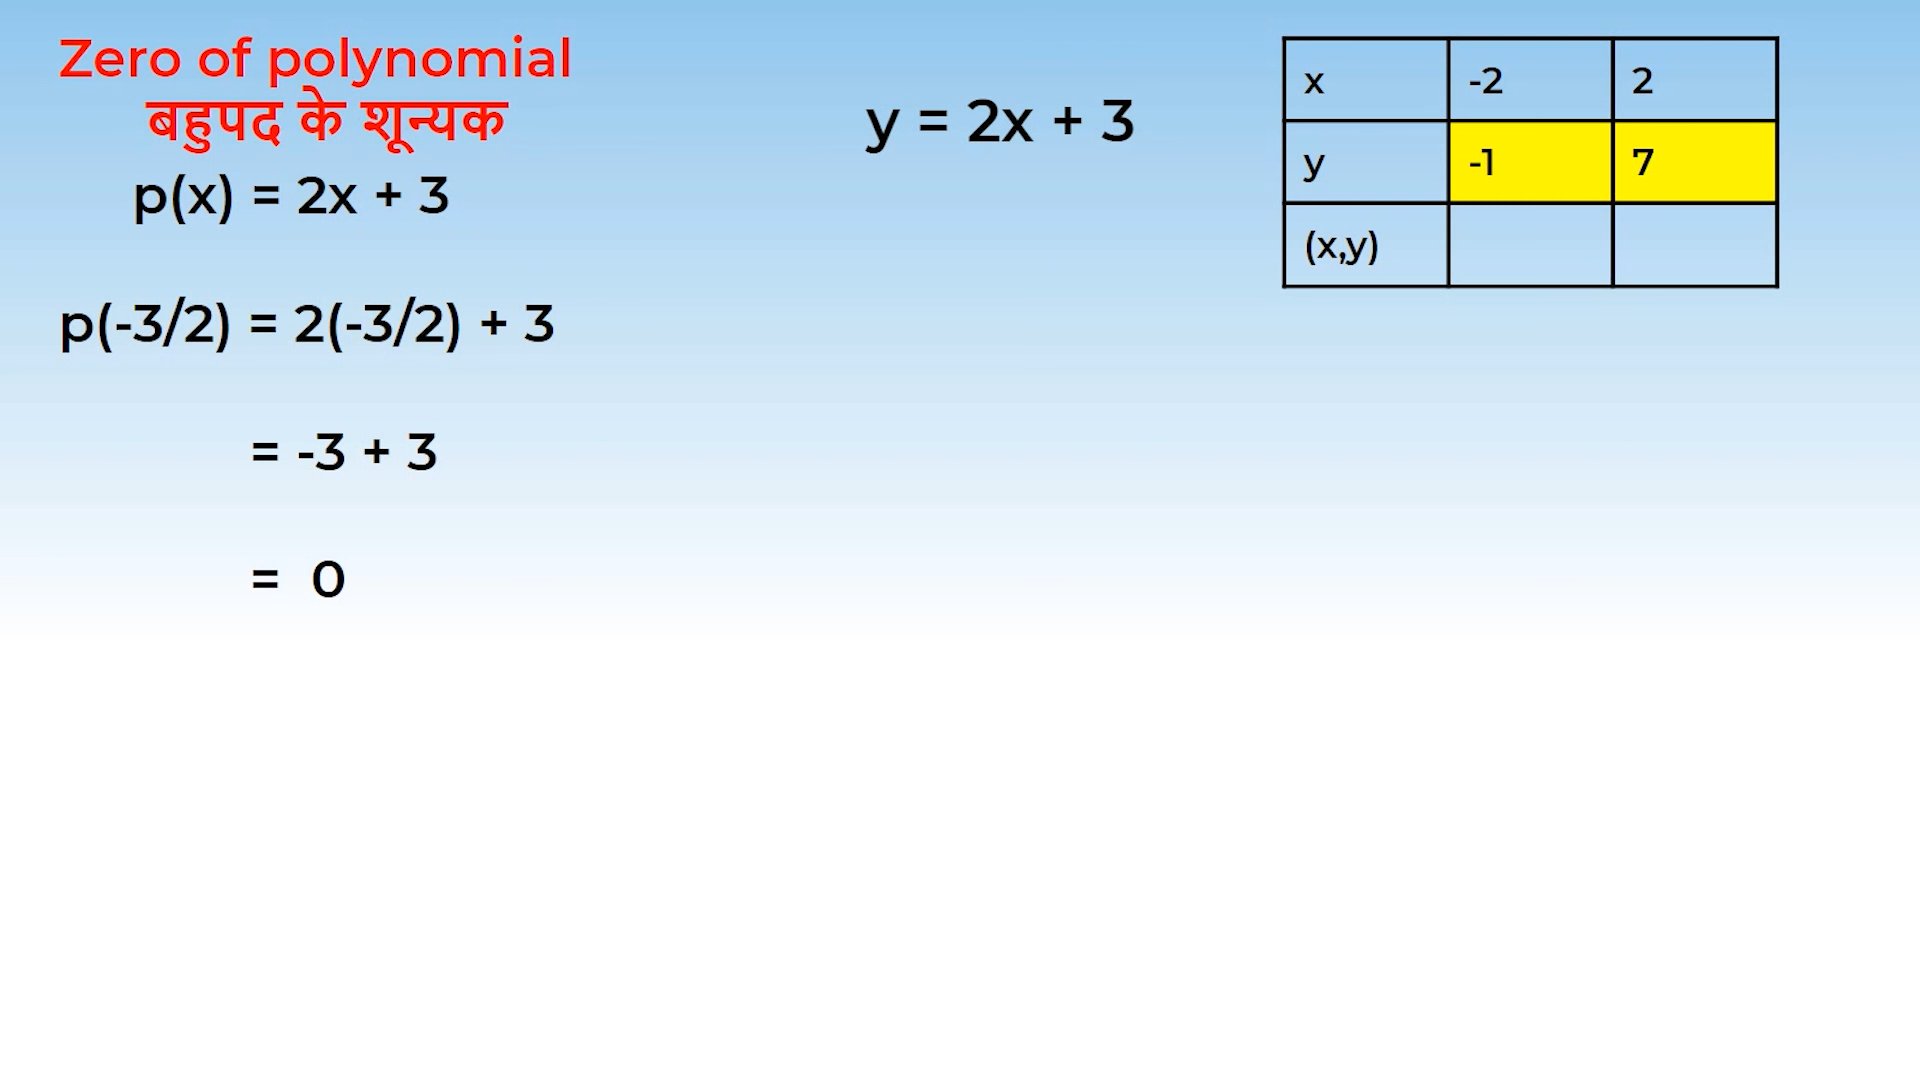 Zero of polynomial
बहुपद के शून्यक
p(x) = 2x + 3
p(-3/2) = 2(-3/2) + 3
= -3 + 3
= 0
y = 2x + 3
x -2 2
y -1 7
(x,y)